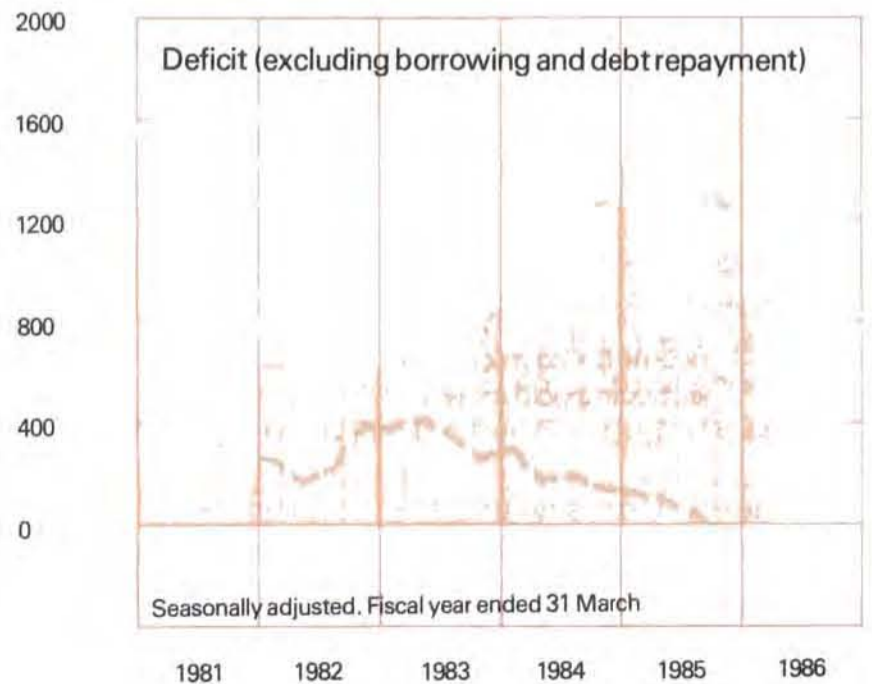 2000
Deficit (excluding borrowing and debt repayment)
1600
1200
800
400
0
Seasonally adjusted. Fiscal year ended 31 March
1981 1982 1983 1984 1985 1986